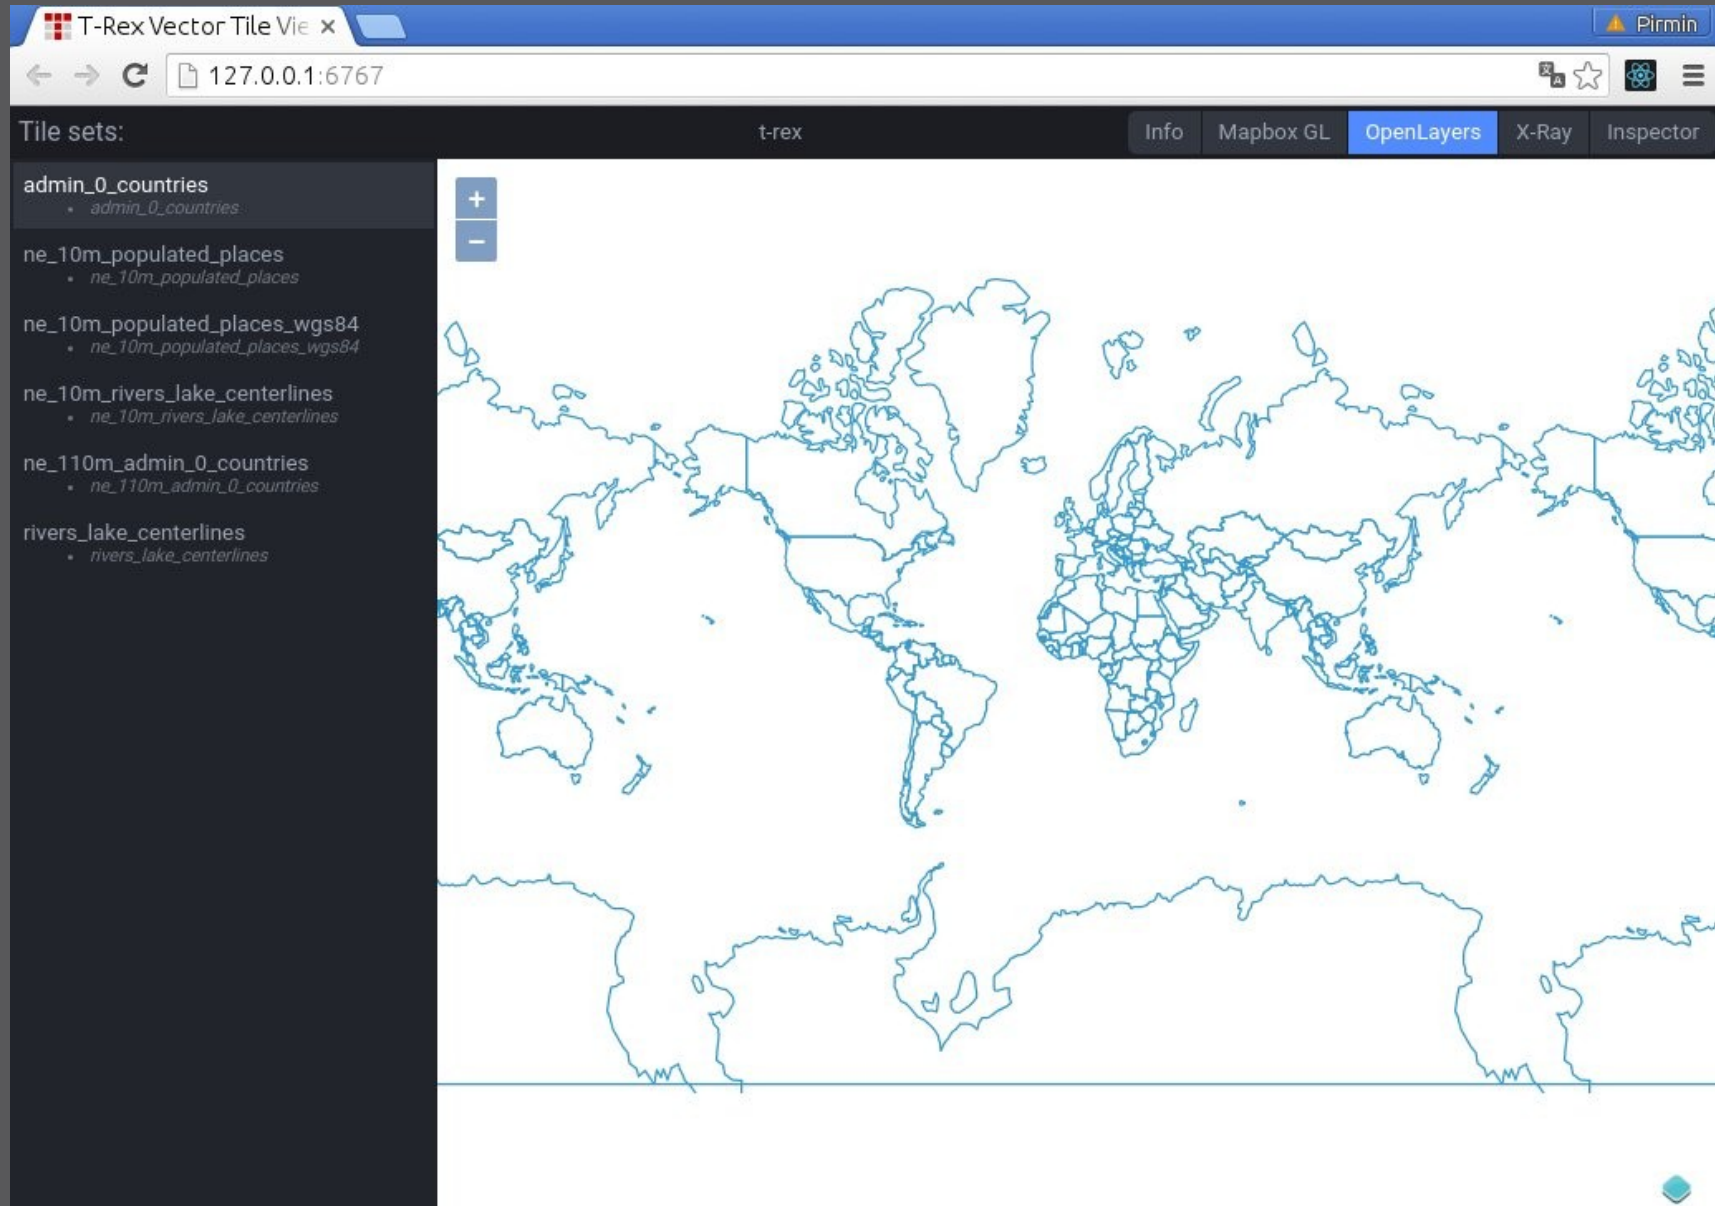 T-Rex Vector Tile Vie
Pirmin
127.0.0.1:6767
Tile sets:
t-rex
Info
Mapbox GL
OpenLayers
X-Ray
Inspector
admin_0_countries
admin_0_countries
ne_10m_populated_places
ne_10m_populated_places
ne_10m_populated_places_wgs84
ne_10m_populated_places_wgs84
ne_10m_rivers_lake_centerlines
ne_10m_rivers_lake_centerlines
ne_110m_admin_0_countries
ne_110m_admin_0_countries
rivers_lake_centerlines
rivers_lake_centerlines